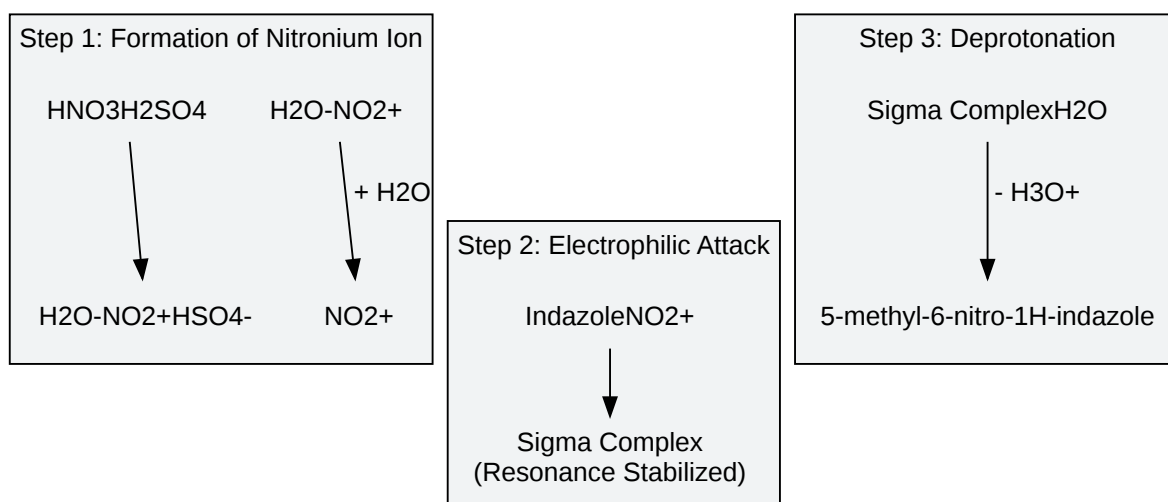 Step 1: Formation of Nitronium Ion
HNO3H2SO4
H2O-NO2+
+ H2O
H2O-NO2+HSO4-
NO2+
Step 2: Electrophilic Attack
IndazoleNO2+
Sigma Complex
(Resonance Stabilized)
Step 3: Deprotonation
Sigma ComplexH2O
- H3O+
5-methyl-6-nitro-1H-indazole